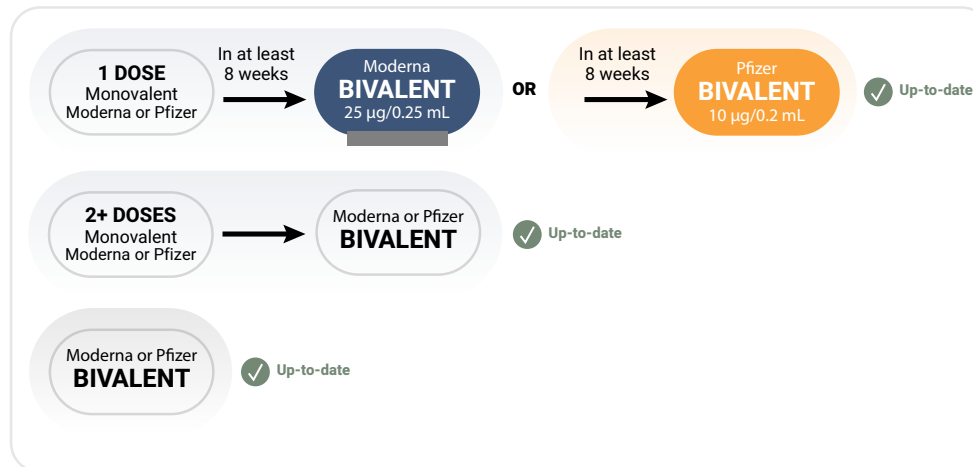 1 DOSE
Monovalent
Moderna or Pfizer
In at least
8 weeks
Moderna
BIVALENT
25 µg/0.25 mL
OR
In at least
8 weeks
Pfizer
BIVALENT
10 µg/0.2 mL
Up-to-date
2+ DOSES
Monovalent
Moderna or Pfizer
Moderna or Pfizer
BIVALENT
Up-to-date
Moderna or Pfizer
BIVALENT
Up-to-date